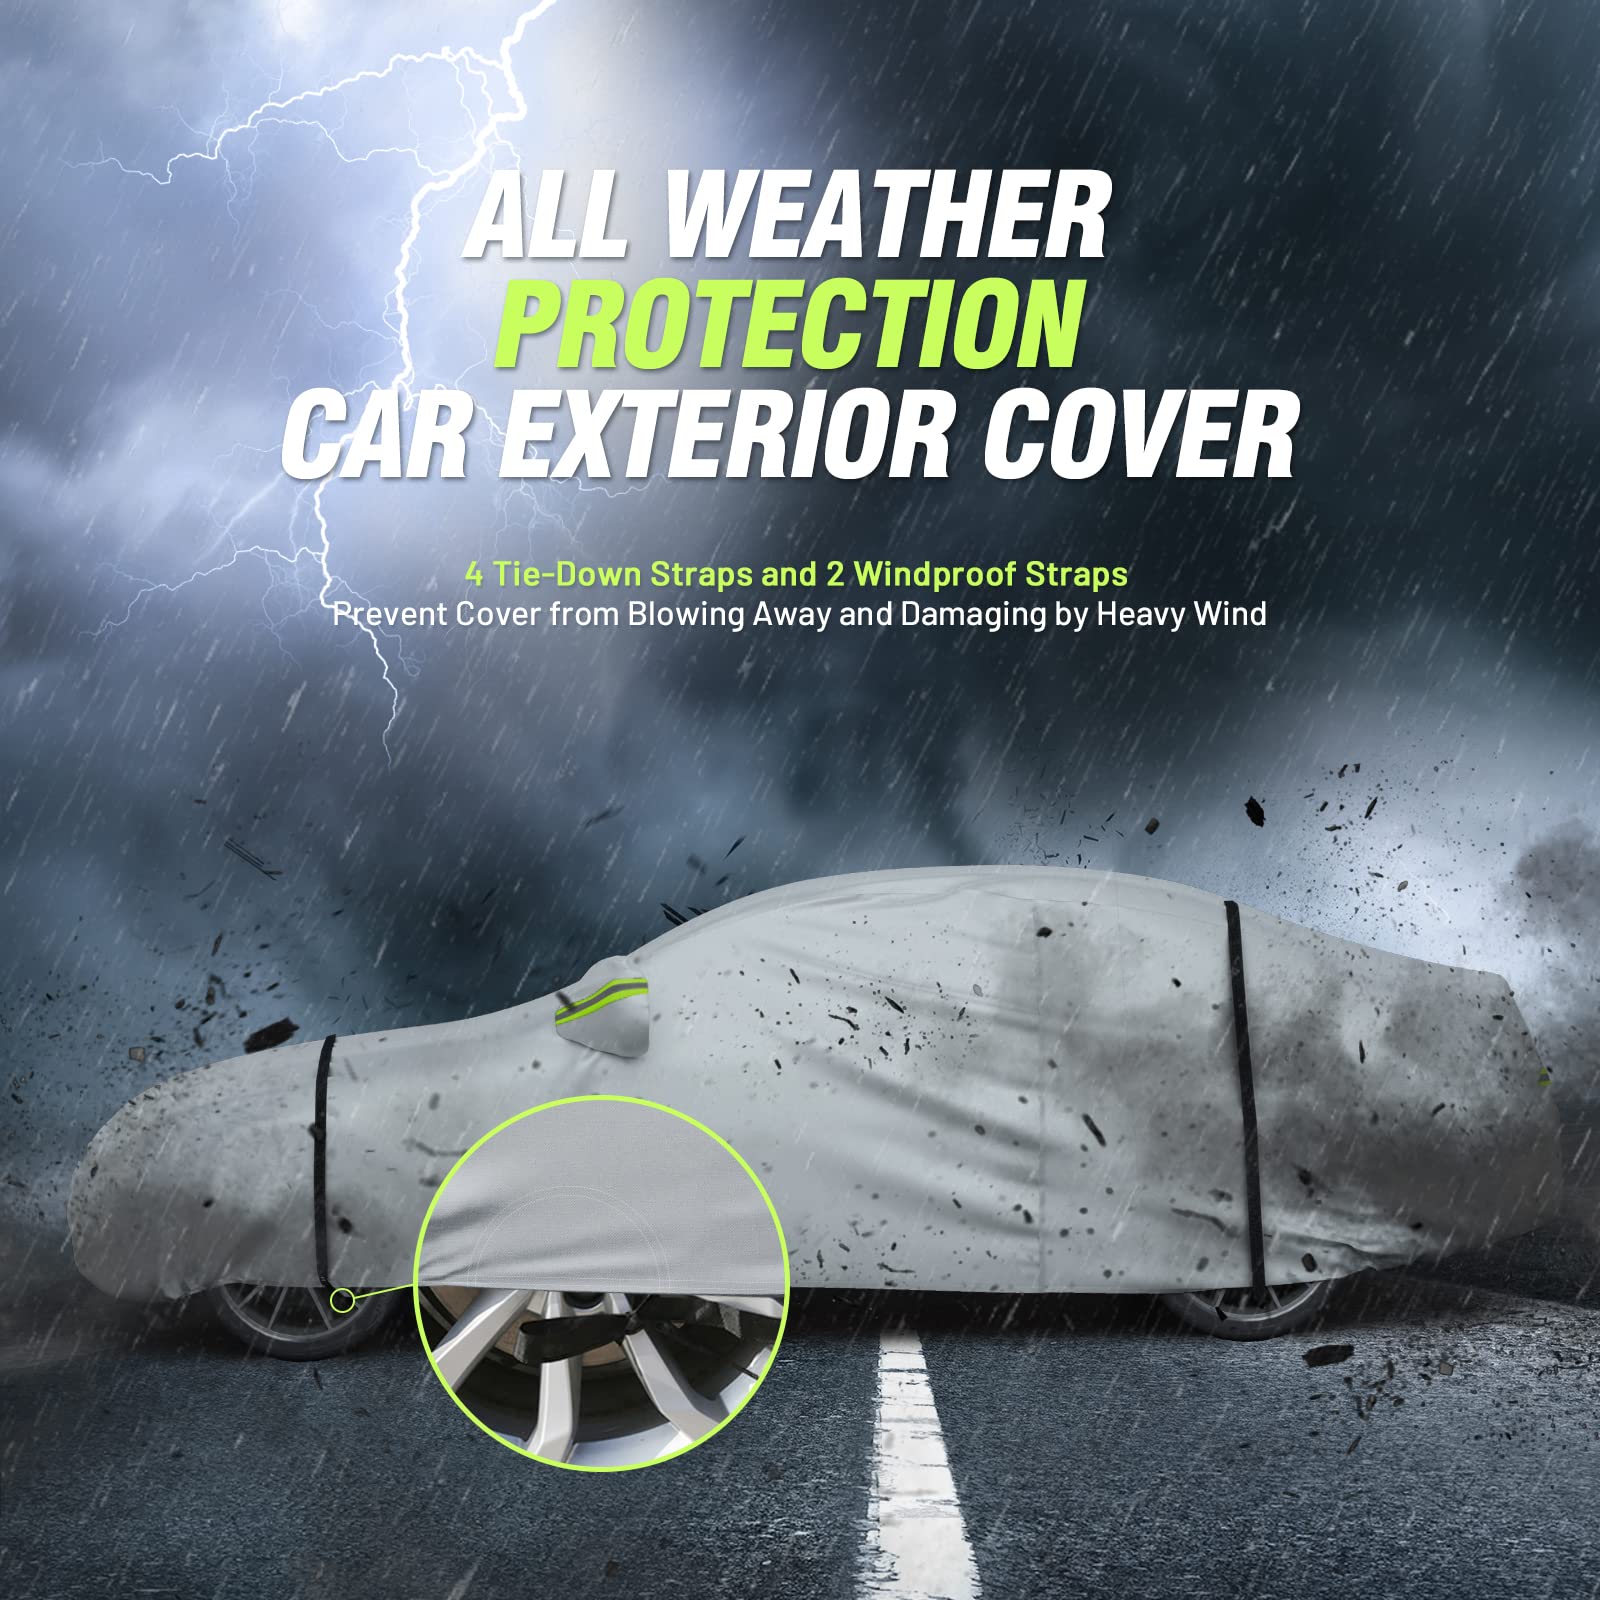 ALL WEATHER
PROTECTION
CAR EXTERIOR COVER
4 Tie-Down Straps and 2 Windproof Straps
Prevent Cover from Blowing Away and Damaging by Heavy Wind